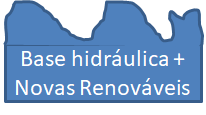 Base hidráulica +
Novas Renováveis